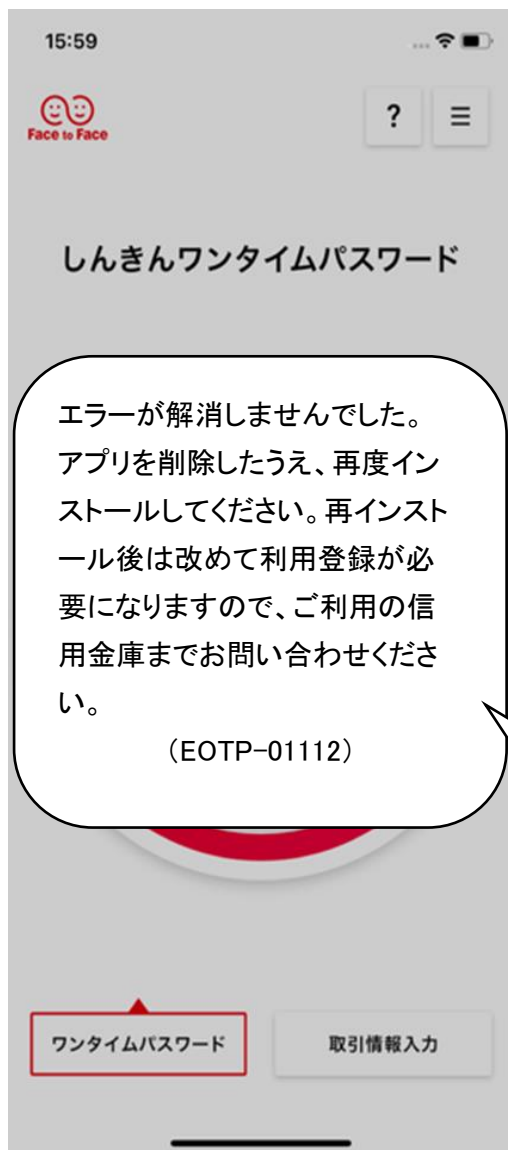 15:59
...
Face to Face
?
しんきんワンタイムパスワード
エラーが解消しませんでした。
アプリを削除したうえ、再度イン
ストールしてください。再インスト
ール後は改めて利用登録が必
要になりますので、ご利用の信
用金庫までお問い合わせくださ
い。
（EOTP-01112）
ワンタイムパスワード
取引情報入力